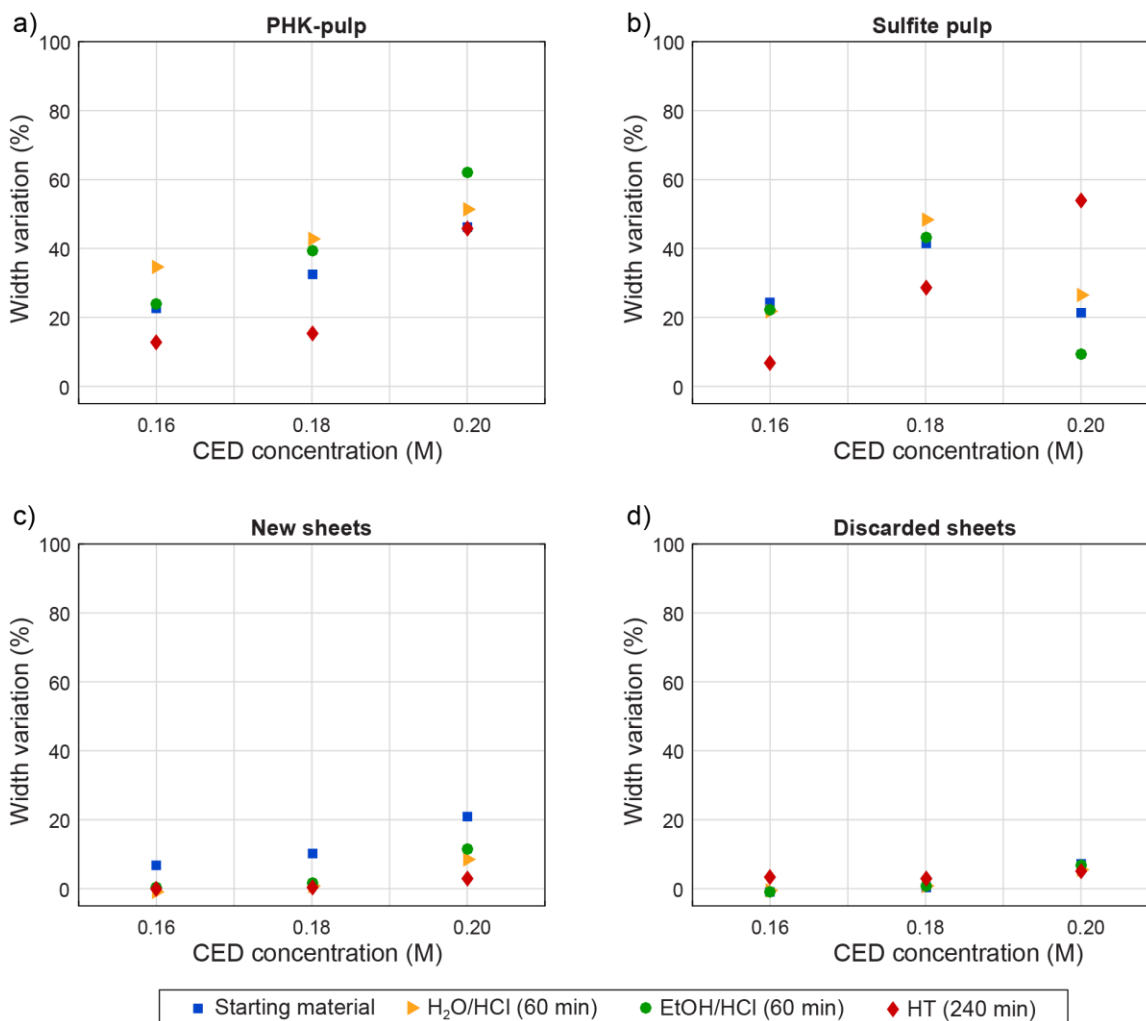 a)
PHK-pulp
100
80
60
40
20
0
Width variation (%)
0.16 0.18 0.20
CED concentration (M)
b)
Sulfite pulp
100
80
60
40
20
0
Width variation (%)
0.16 0.18 0.20
CED concentration (M)
c)
New sheets
100
80
60
40
20
0
Width variation (%)
0.16 0.18 0.20
CED concentration (M)
d)
Discarded sheets
100
80
60
40
20
0
Width variation (%)
0.16 0.18 0.20
CED concentration (M)
Starting material H₂O/HCl (60 min) EtOH/HCl (60 min) HT (240 min)